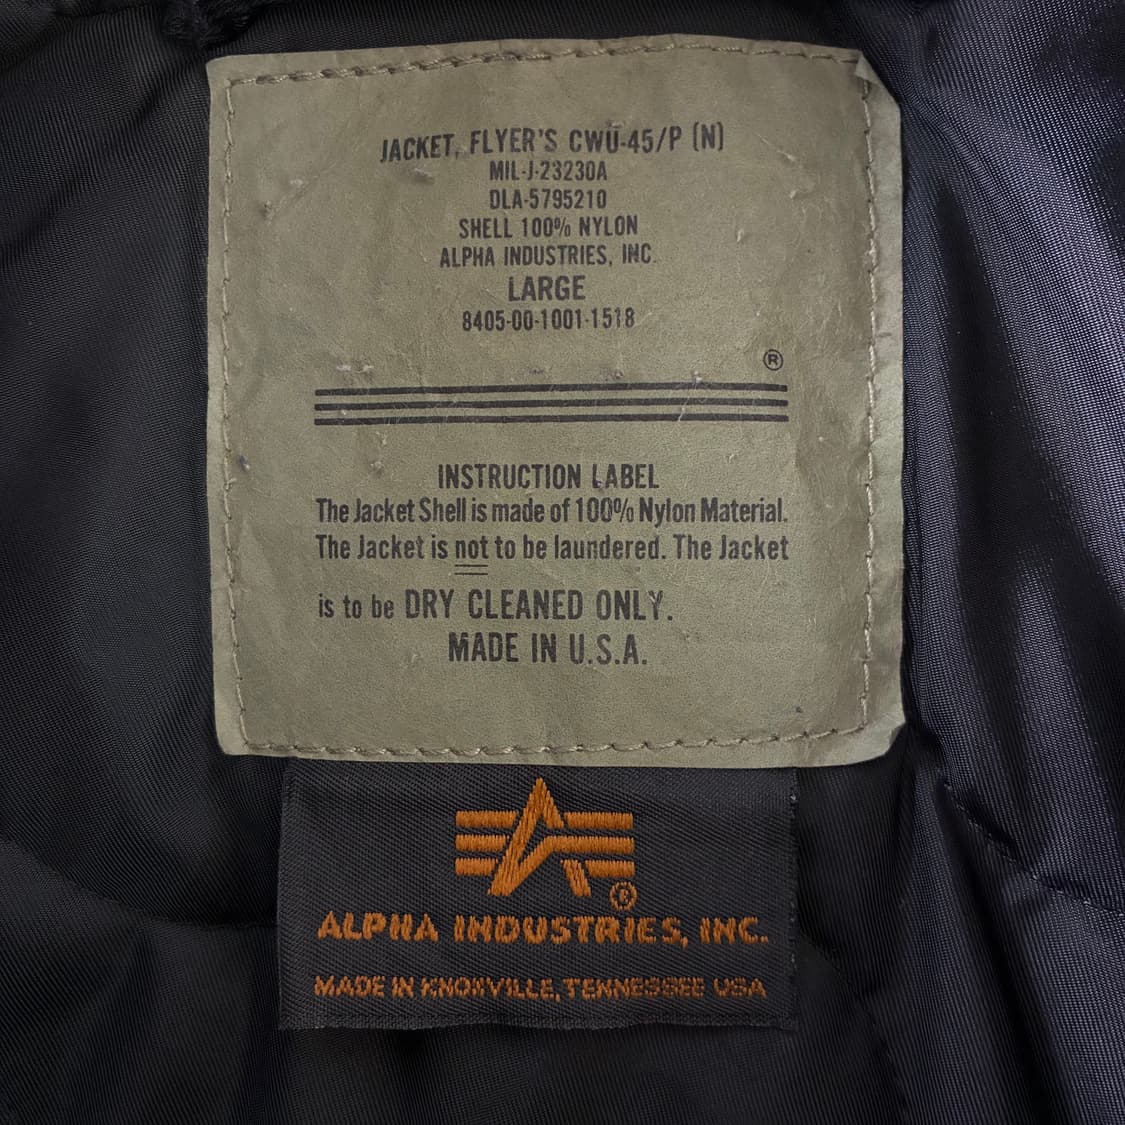 JACKET, FLYER'S CWU-45/P (N)
MIL-J-23230A
DLA-5795210
SHELL 100% NYLON
ALPHA INDUSTRIES, INC.
LARGE
8405-00-1001-1518
®
INSTRUCTION LABEL
The Jacket Shell is made of 100% Nylon Material.
The Jacket is not to be laundered. The Jacket
is to be DRY CLEANED ONLY.
MADE IN U.S.A.
®
ALPHA INDUSTRIES, INC.
MADE IN KNOXVILLE, TENNESSEE USA